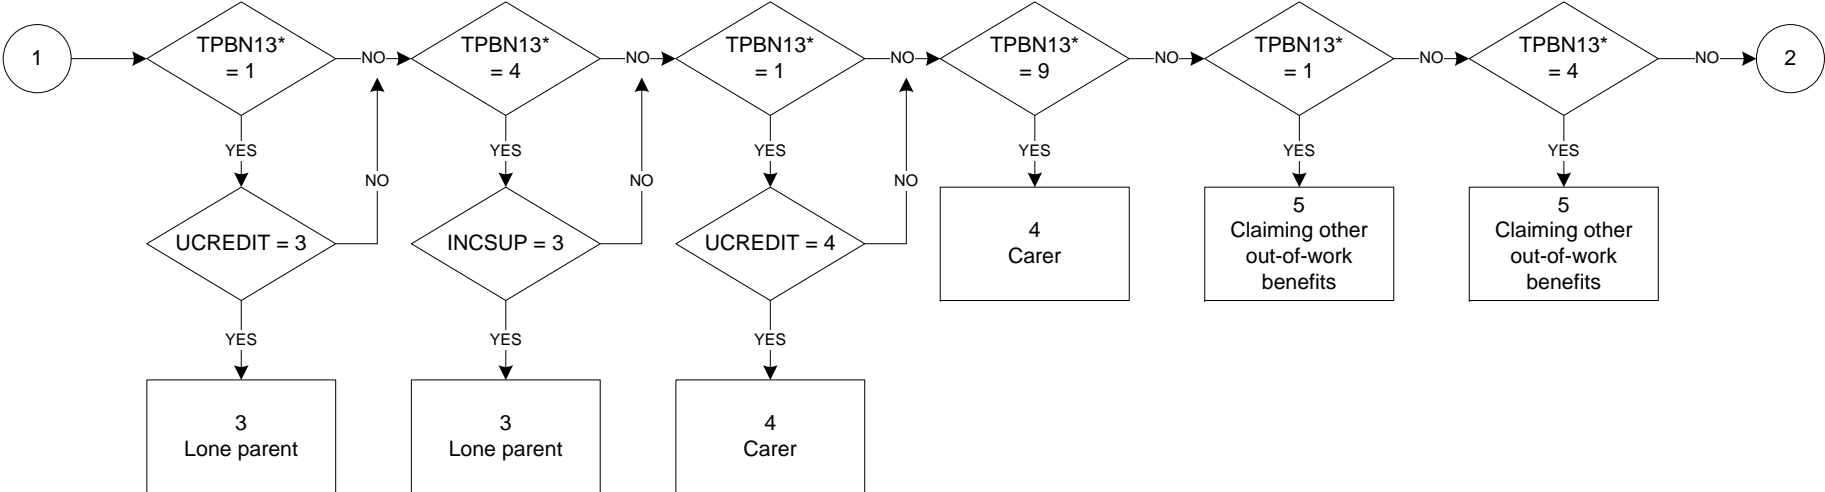 1
TPBN13*
= 1
NO
TPBN13*
= 4
NO
TPBN13*
= 1
NO
TPBN13*
= 9
NO
TPBN13*
= 1
NO
TPBN13*
= 4
NO
2
YES
YES
YES
YES
YES
YES
NO
NO
NO
UCREDIT = 3
INCSUP = 3
UCREDIT = 4
4
Carer
5
Claiming other
out-of-work
benefits
5
Claiming other
out-of-work
benefits
YES
YES
YES
3
Lone parent
3
Lone parent
4
Carer